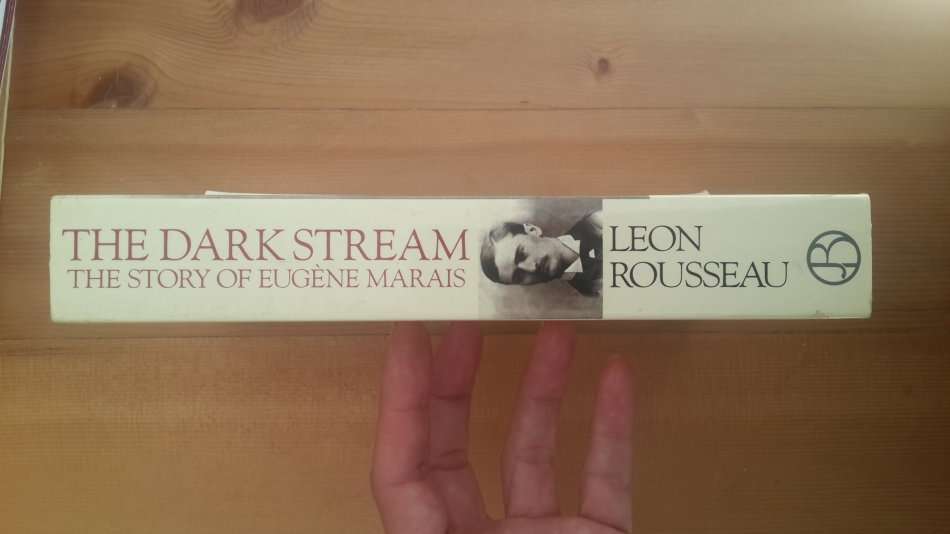 THE DARK STREAM
THE STORY OF EUGÈNE MARAIS
LEON
ROUSSEAU